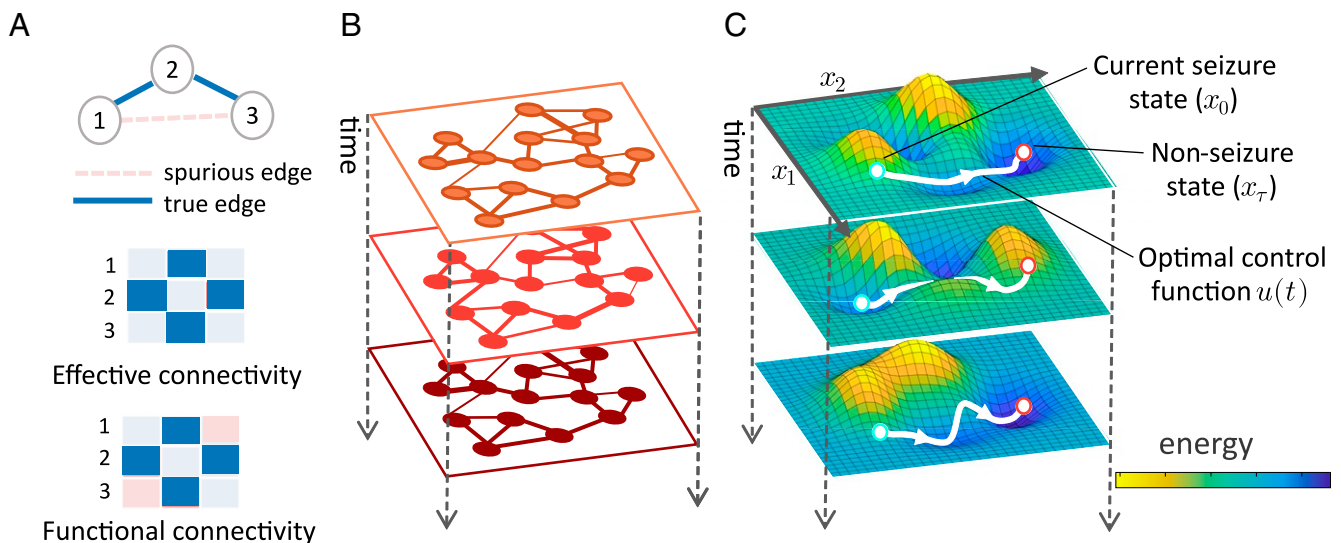 A
1
2
3
spurious edge
true edge
1
2
3
Effective connectivity
1
2
3
Functional connectivity
B
time
C
time
x₂
x₁
Current seizure
state (x₀)
Non-seizure
state (x_τ)
Optimal control
function u(t)
energy